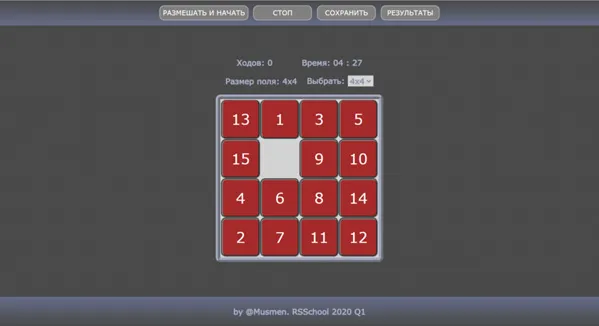 РАЗМЕШАТЬ И НАЧАТЬ СТОП СОХРАНИТЬ РЕЗУЛЬТАТЫ
Ходов: 0 Время: 04 : 27
Размер поля: 4x4 Выбрать: 4x4
13 1 3 5
15 9 10
4 6 8 14
2 7 11 12
by @Musmen. RSSchool 2020 Q1